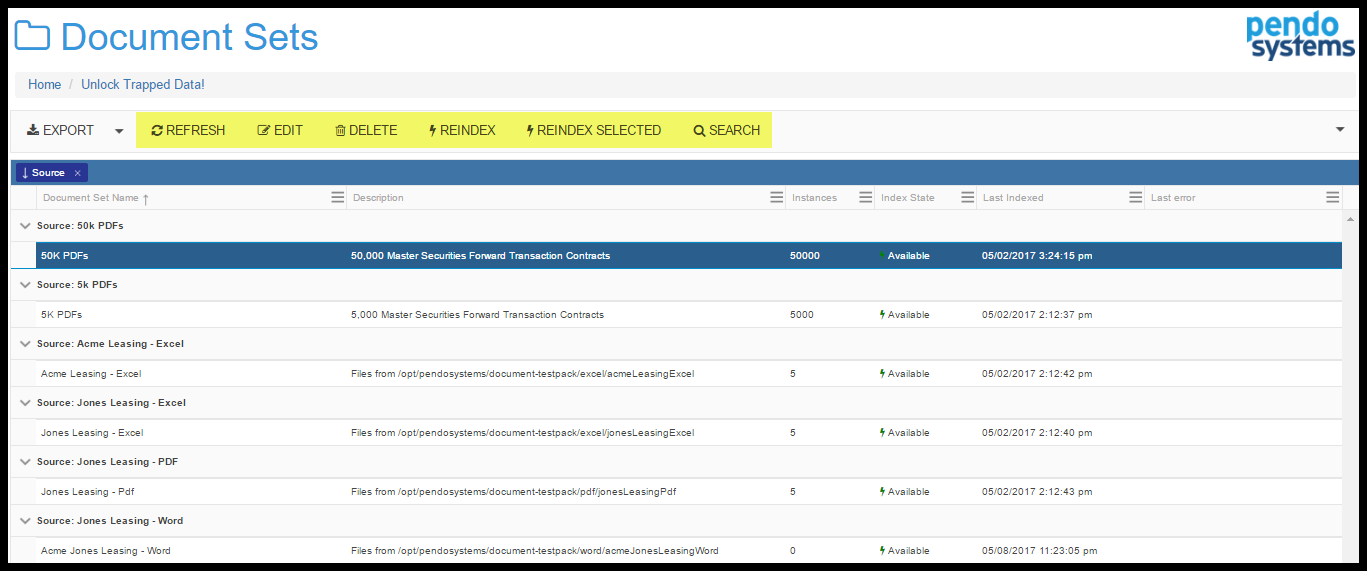 Document Sets
pendo
systems
Home / Unlock Trapped Data!
EXPORT REFRESH EDIT DELETE REINDEX REINDEX SELECTED SEARCH
↓ Source ×
Document Set Name ↑ Description Instances Index State Last Indexed Last error
Source: 50k PDFs
50K PDFs 50,000 Master Securities Forward Transaction Contracts 50000 Available 05/02/2017 3:24:15 pm
Source: 5k PDFs
5K PDFs 5,000 Master Securities Forward Transaction Contracts 5000 Available 05/02/2017 2:12:37 pm
Source: Acme Leasing - Excel
Acme Leasing - Excel Files from /opt/pendosystems/document-testpack/excel/acmeLeasingExcel 5 Available 05/02/2017 2:12:42 pm
Source: Jones Leasing - Excel
Jones Leasing - Excel Files from /opt/pendosystems/document-testpack/excel/jonesLeasingExcel 5 Available 05/02/2017 2:12:40 pm
Source: Jones Leasing - PDF
Jones Leasing - Pdf Files from /opt/pendosystems/document-testpack/pdf/jonesLeasingPdf 5 Available 05/02/2017 2:12:43 pm
Source: Jones Leasing - Word
Acme Jones Leasing - Word Files from /opt/pendosystems/document-testpack/word/acmeJonesLeasingWord 0 Available 05/08/2017 11:23:05 pm